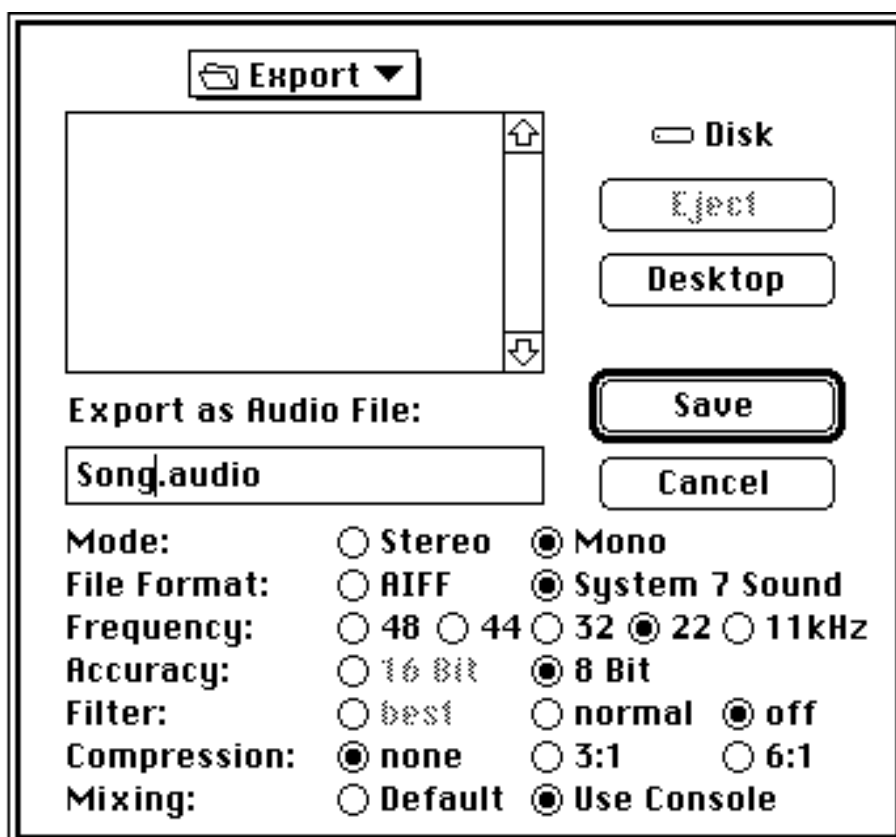 Export
Disk
Eject
Desktop
Export as Audio File:
Save
Song.audio
Cancel
Mode: Stereo Mono
File Format: AIFF System 7 Sound
Frequency: 48 44 32 22 11kHz
Accuracy: 16 Bit 8 Bit
Filter: best normal off
Compression: none 3:1 6:1
Mixing: Default Use Console